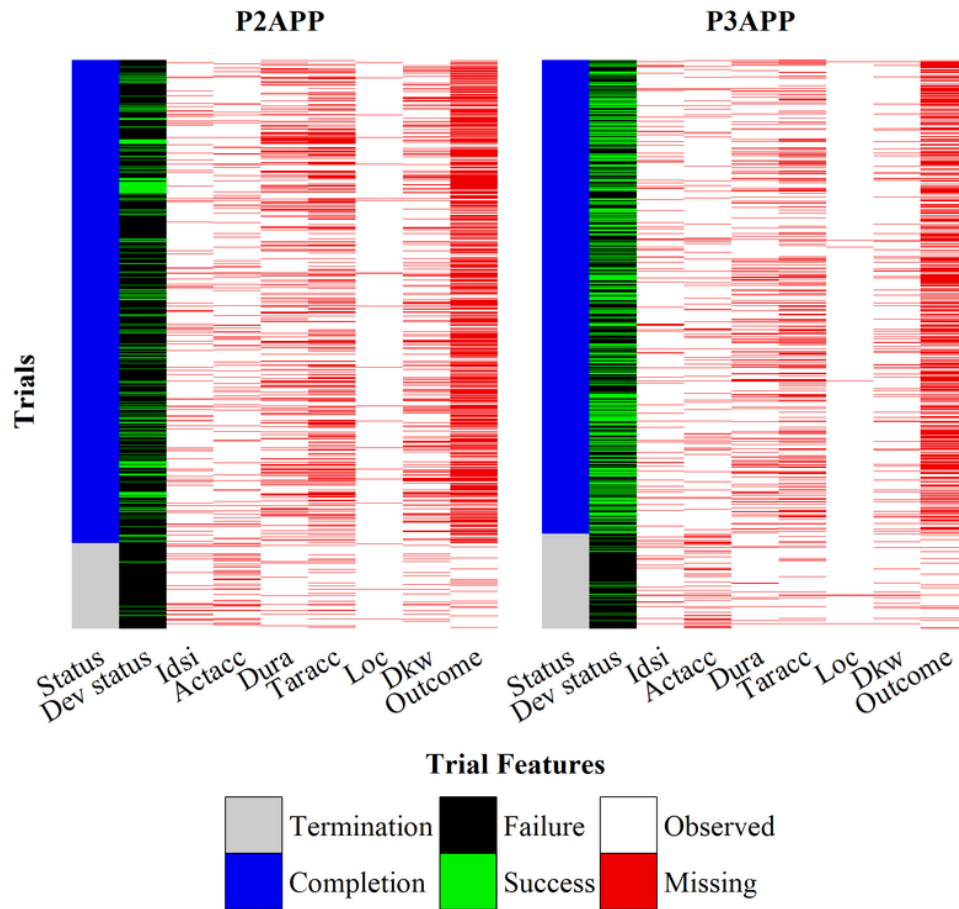 P2APP
P3APP
Trials
Status
Dev status
Idsi
Actacc
Dura
Taracc
Loc
Dkw
Outcome
Status
Dev status
Idsi
Actacc
Dura
Taracc
Loc
Dkw
Outcome
Trial Features
Termination
Failure
Observed
Completion
Success
Missing